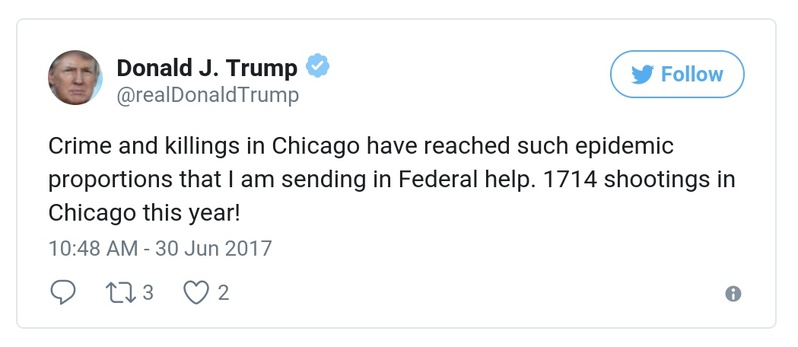 Donald J. Trump
@realDonaldTrump
Follow
Crime and killings in Chicago have reached such epidemic
proportions that I am sending in Federal help. 1714 shootings in
Chicago this year!
10:48 AM - 30 Jun 2017
3
2